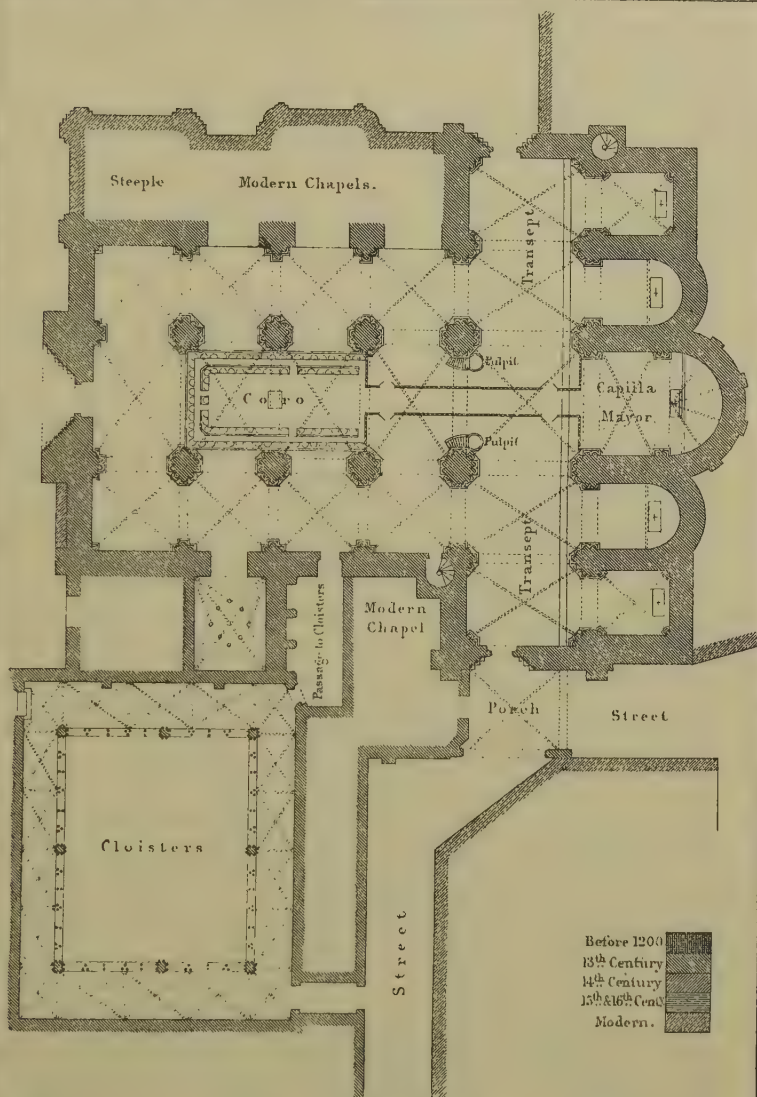 Steeple
Modern Chapels.
Transept
Pulpit
Coro
Capilla
Mayor
Pulpit
Transept
Passage to Cloisters
Modern
Chapel
Porch
Street
Cloisters
Street
Before 1200
13th. Century
14th. Century
15th & 16th Cent.
Modern.